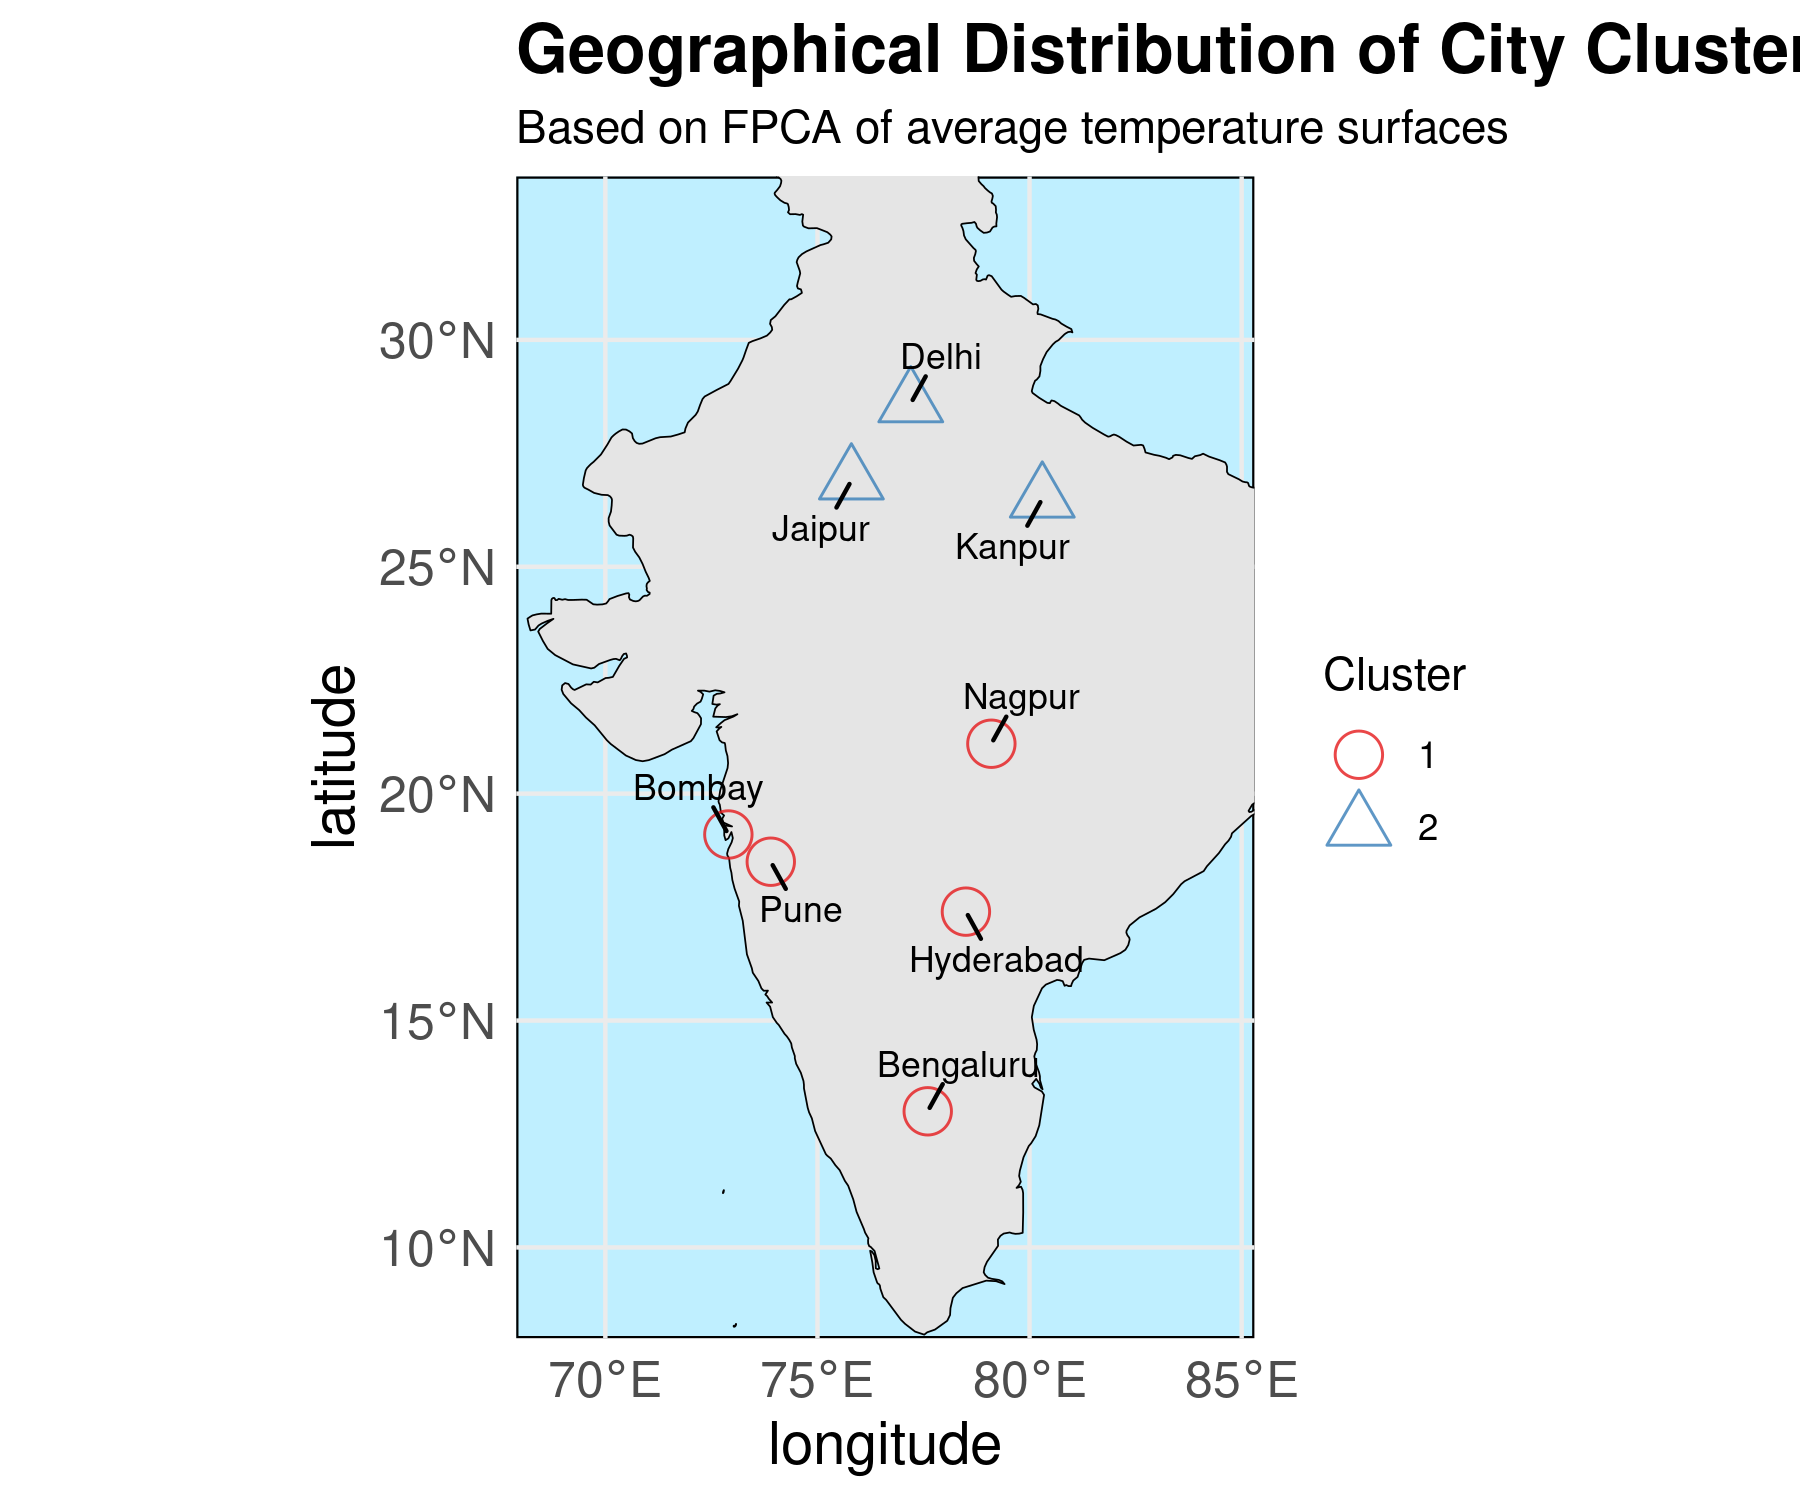 Geographical Distribution of City Cluster
Based on FPCA of average temperature surfaces
30°N
25°N
20°N
15°N
10°N
latitude
Delhi
Jaipur
Kanpur
Nagpur
Bombay
Pune
Hyderabad
Bengaluru
70°E
75°E
80°E
85°E
longitude
Cluster
1
2